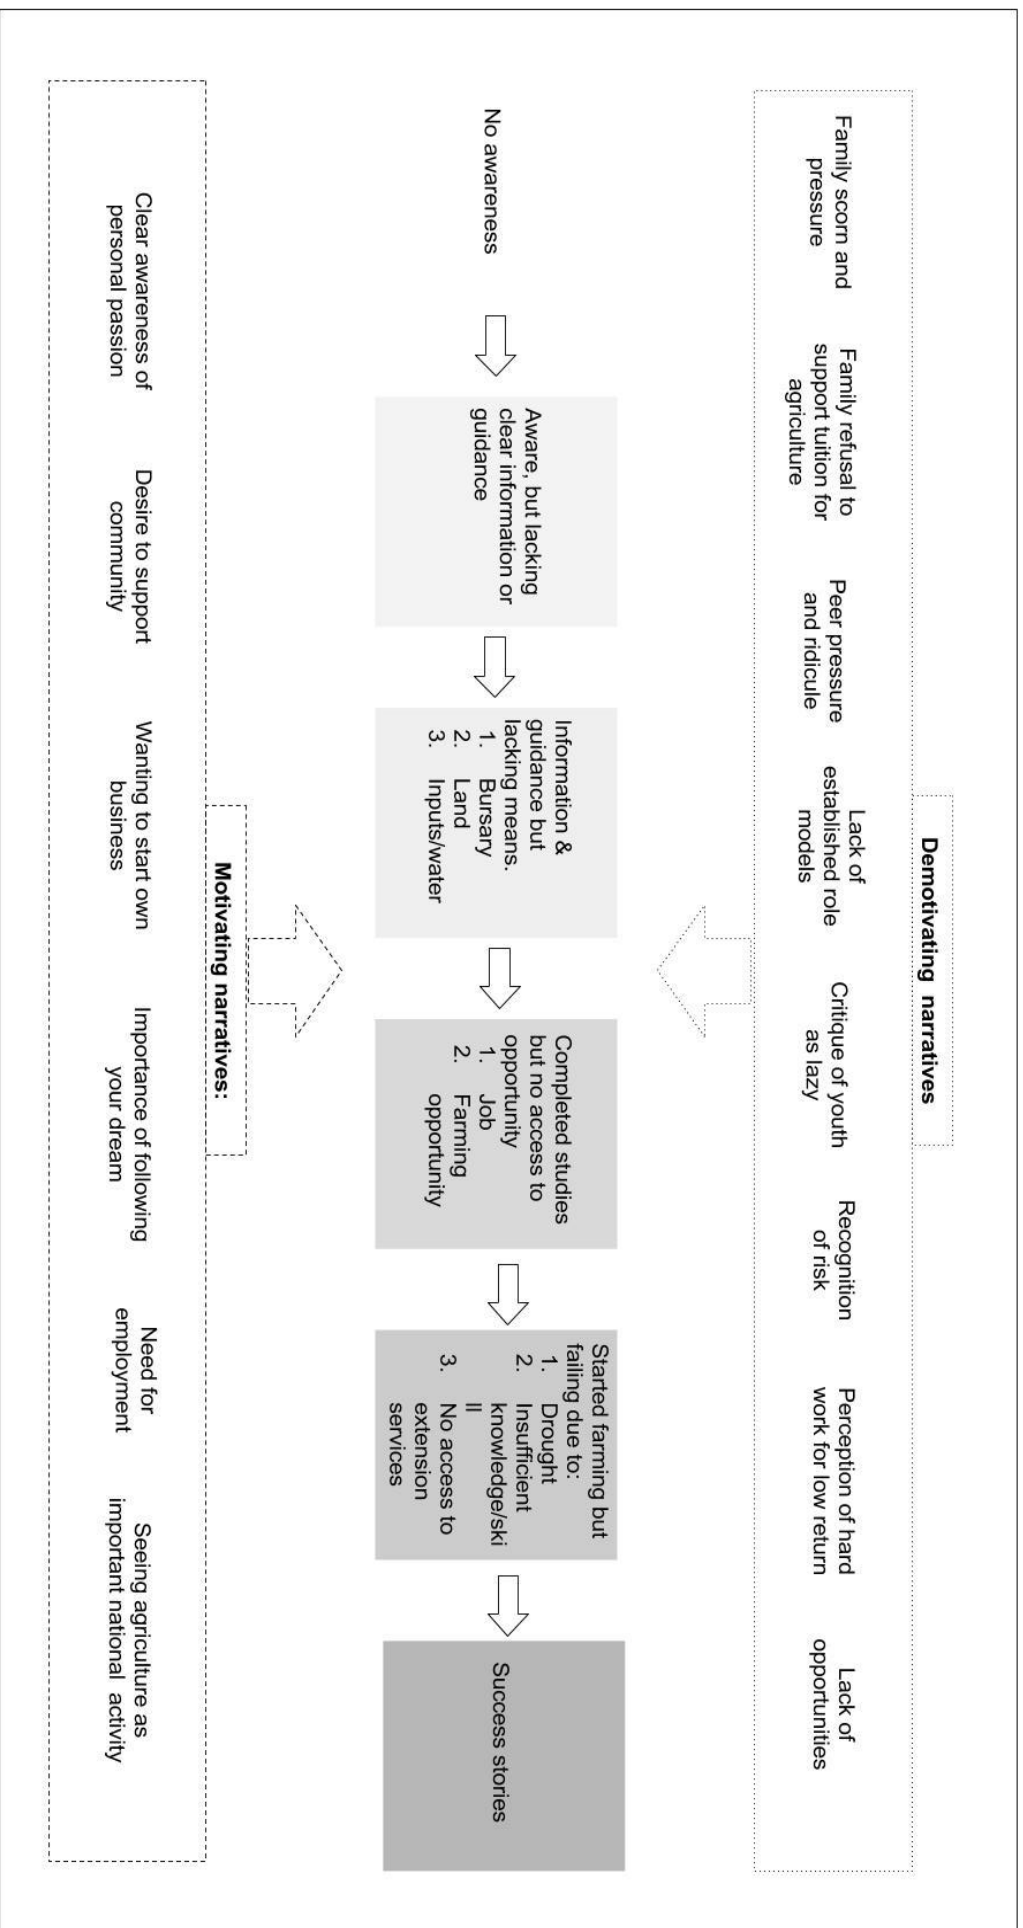 Demotivating narratives
Family scorn and
pressure
Family refusal to
support tuition for
agriculture
Peer pressure
and ridicule
Lack of
established role
models
Critique of youth
as lazy
Recognition
of risk
Perception of hard
work for low return
Lack of
opportunities
No awareness
Aware, but lacking
clear information or
guidance
Information &
guidance but
lacking means.
1. Bursary
2. Land
3. Inputs/water
Completed studies
but no access to
opportunity
1. Job
2. Farming
opportunity
Started farming but
failing due to:
1. Drought
2. Insufficient
knowledge/ski
ll
3. No access to
extension
services
Success stories
Motivating narratives:
Clear awareness of
personal passion
Desire to support
community
Wanting to start own
business
Importance of following
your dream
Need for
employment
Seeing agriculture as
important national activity